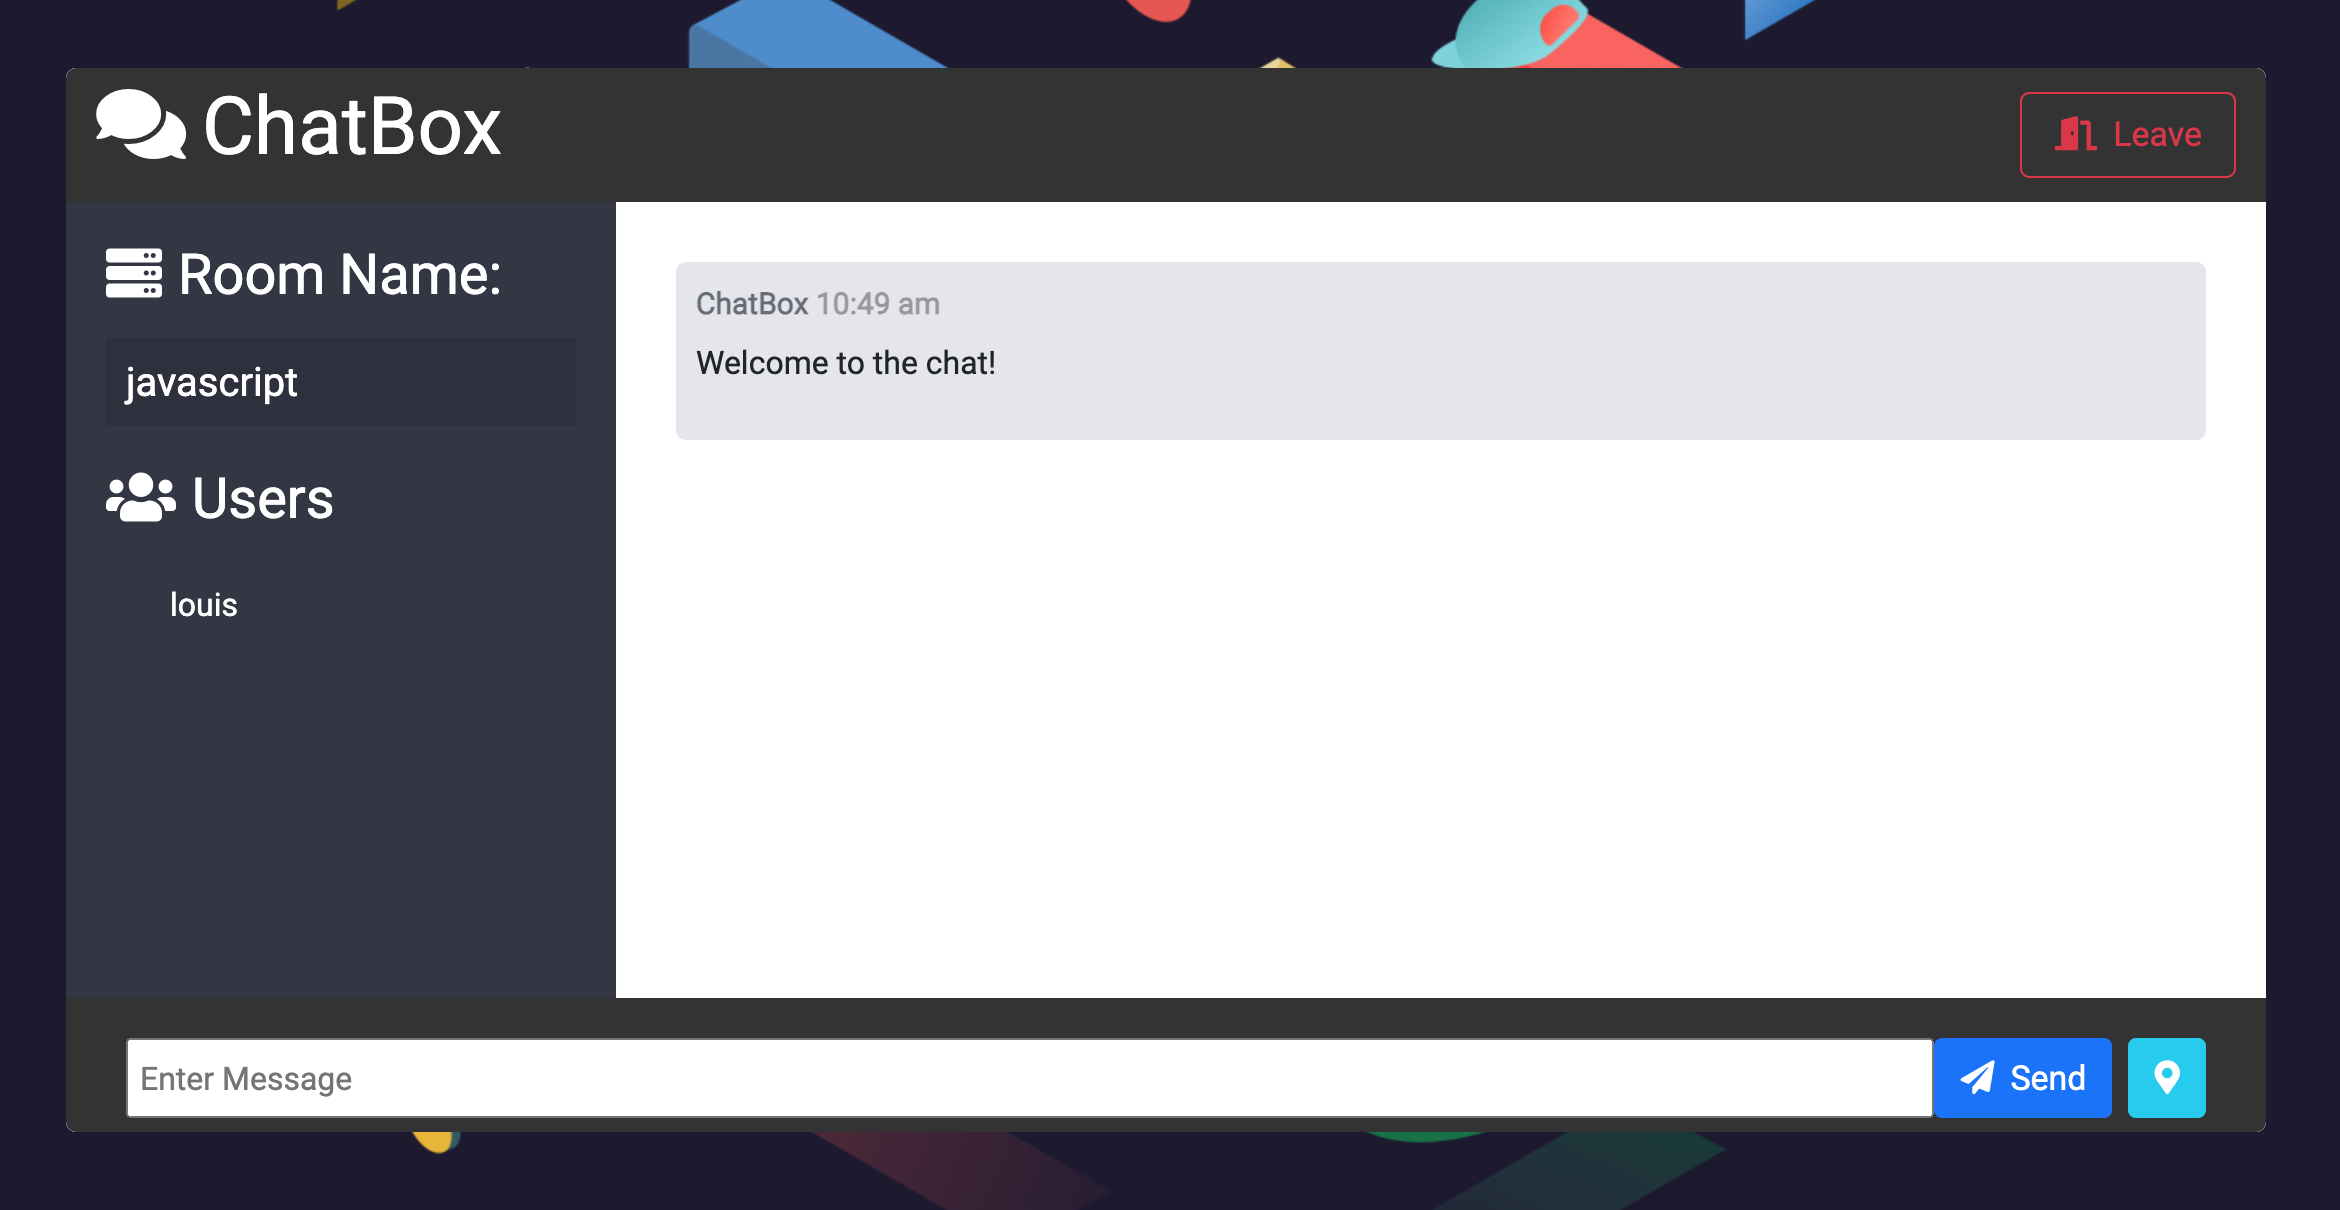 ChatBox
Leave
Room Name:
javascript
Users
louis
ChatBox 10:49 am
Welcome to the chat!
Enter Message
Send